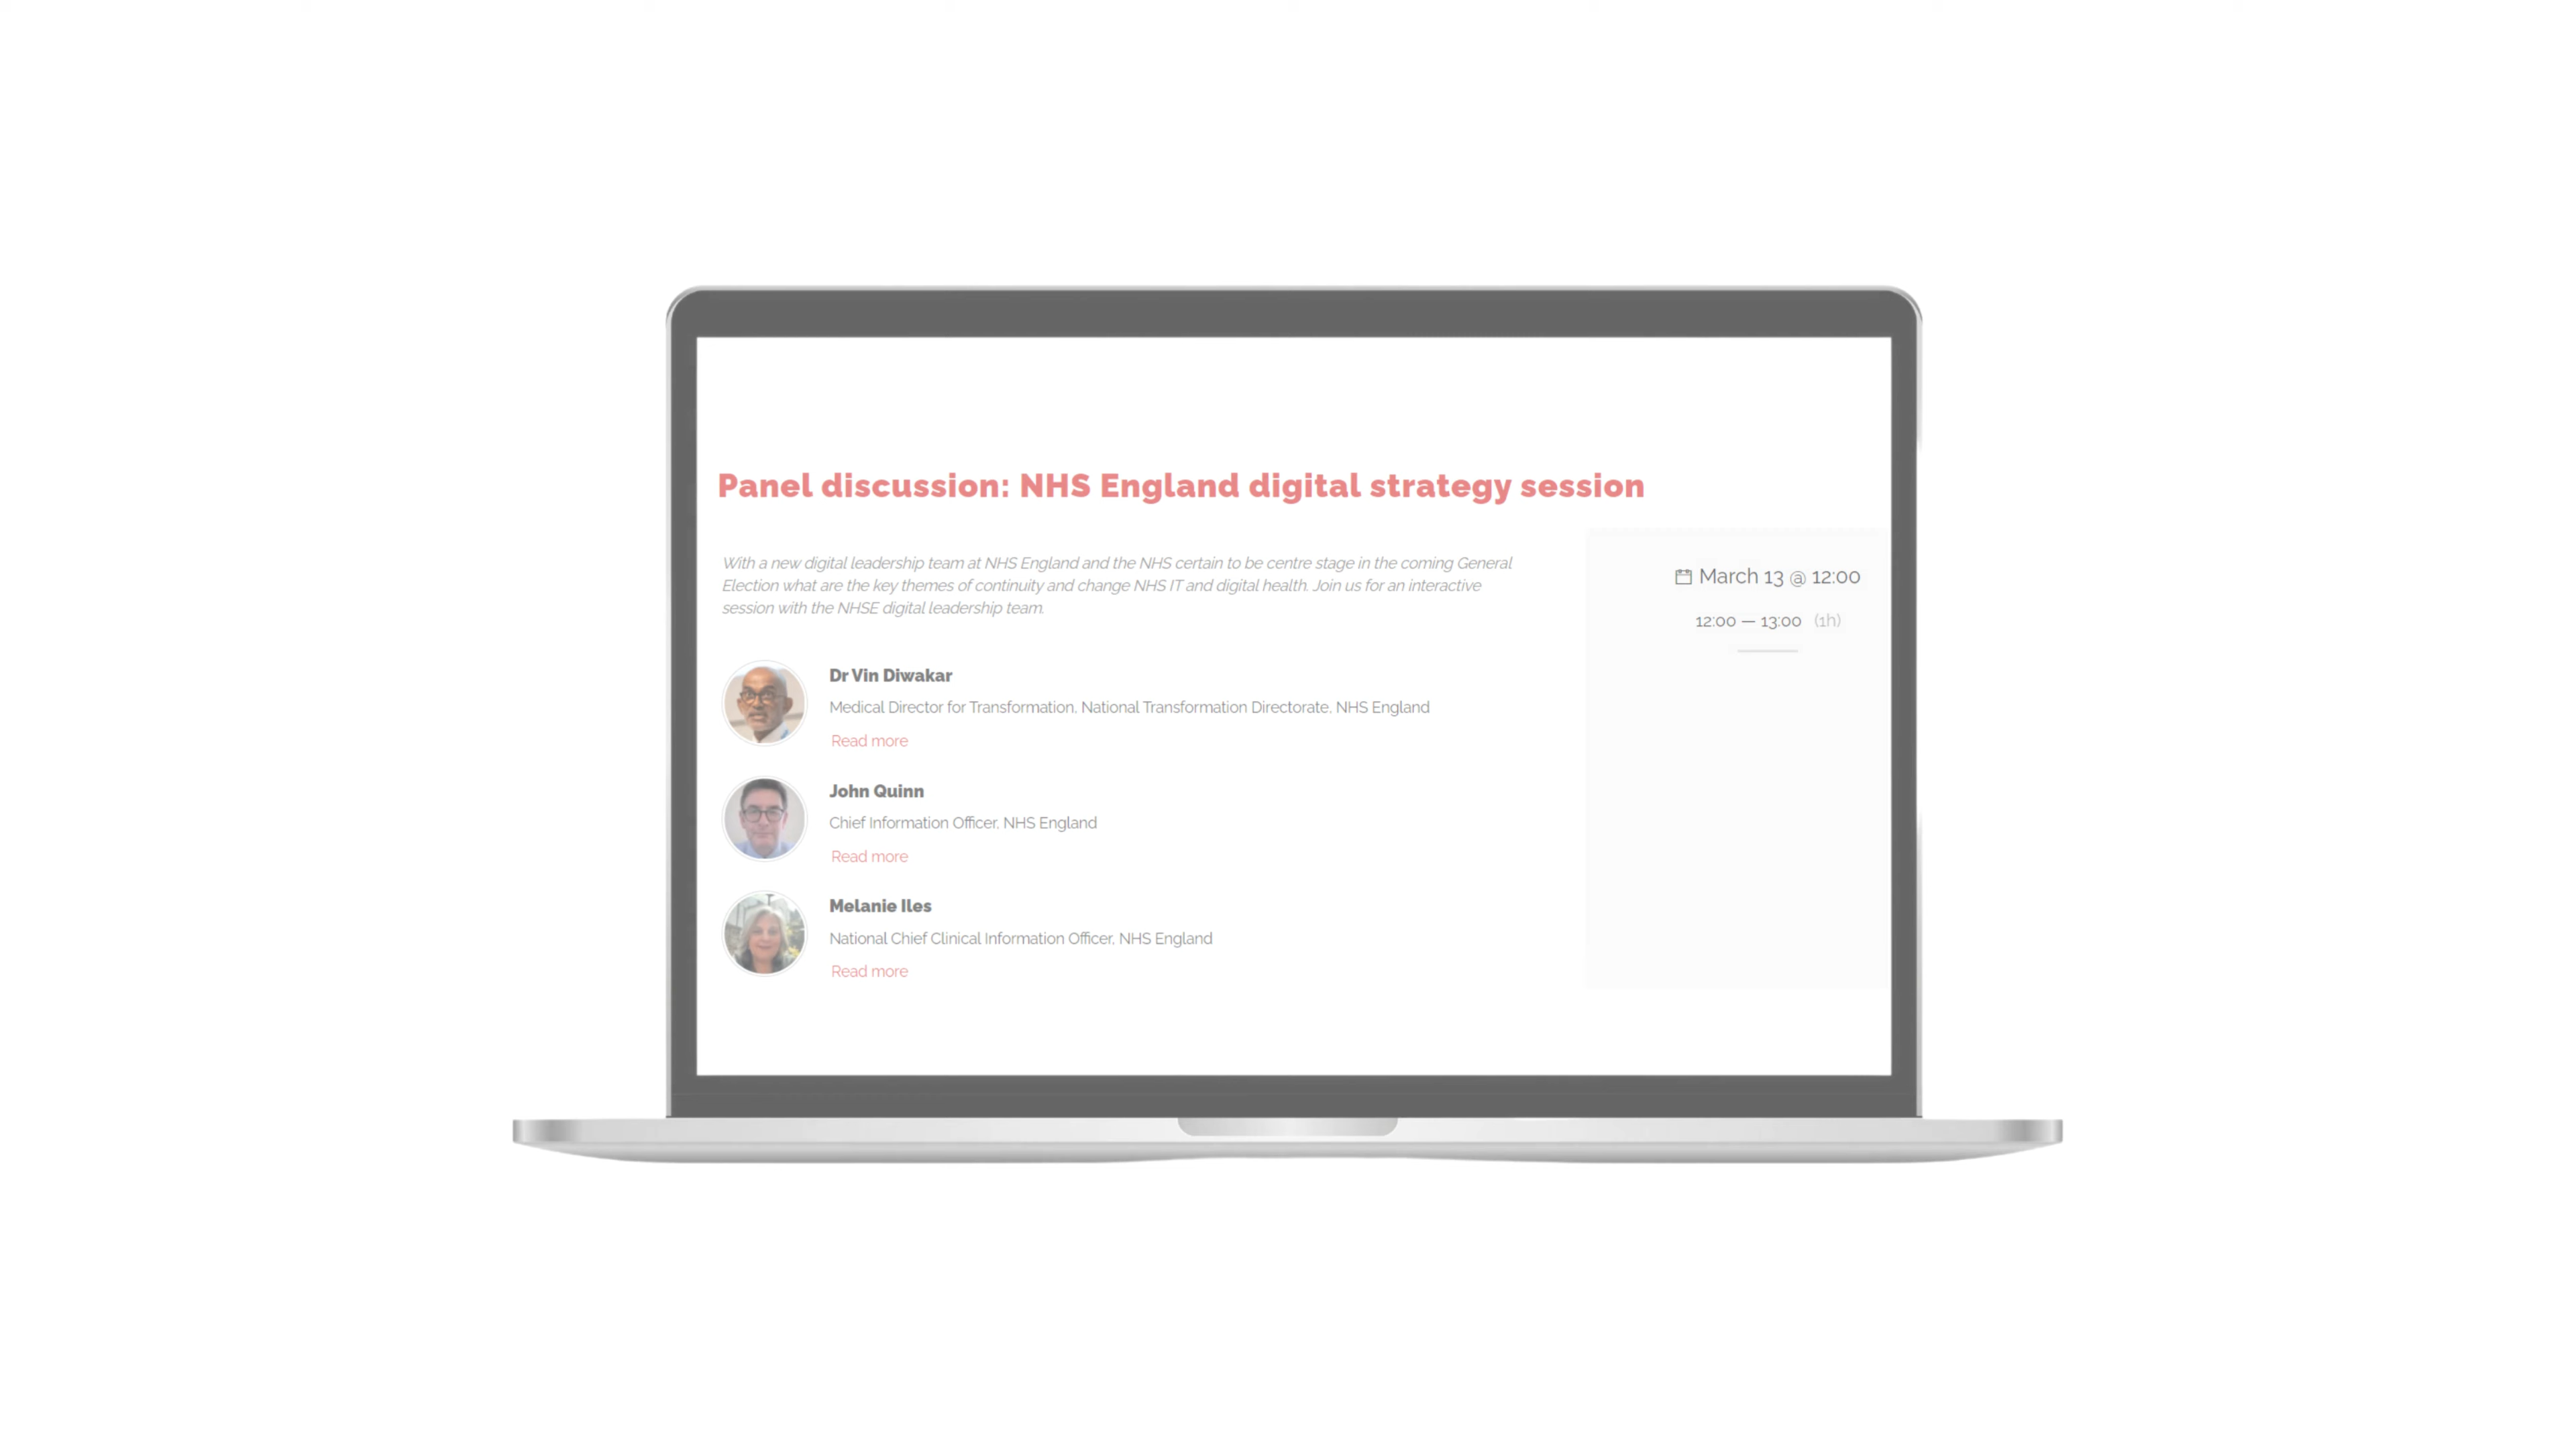 Panel discussion: NHS England digital strategy session
With a new digital leadership team at NHS England and the NHS certain to be centre stage in the coming General
Election what are the key themes of continuity and change NHS IT and digital health. Join us for an interactive
session with the NHSE digital leadership team.
March 13 @ 12:00
12:00 — 13:00 (1h)
Dr Vin Diwakar
Medical Director for Transformation, National Transformation Directorate, NHS England
Read more
John Quinn
Chief Information Officer, NHS England
Read more
Melanie Iles
National Chief Clinical Information Officer, NHS England
Read more